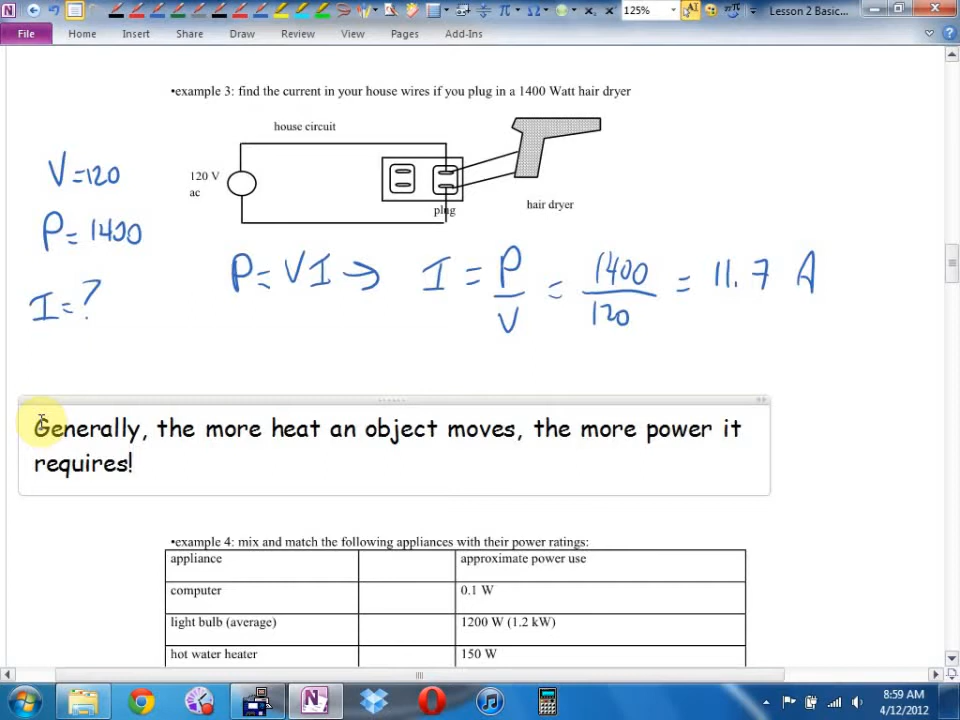 125%
Lesson 2 Basic...
File Home Insert Share Draw Review View Pages Add-Ins
•example 3: find the current in your house wires if you plug in a 1400 Watt hair dryer
house circuit
V=120
120 V
ac
plug
hair dryer
P= 1400
P= VI → I = P/V = 1400/120 = 11.7 A
I= ?
Generally, the more heat an object moves, the more power it
requires!
•example 4: mix and match the following appliances with their power ratings:
appliance approximate power use
computer 0.1 W
light bulb (average) 1200 W (1.2 kW)
hot water heater 150 W
8:59 AM
4/12/2012